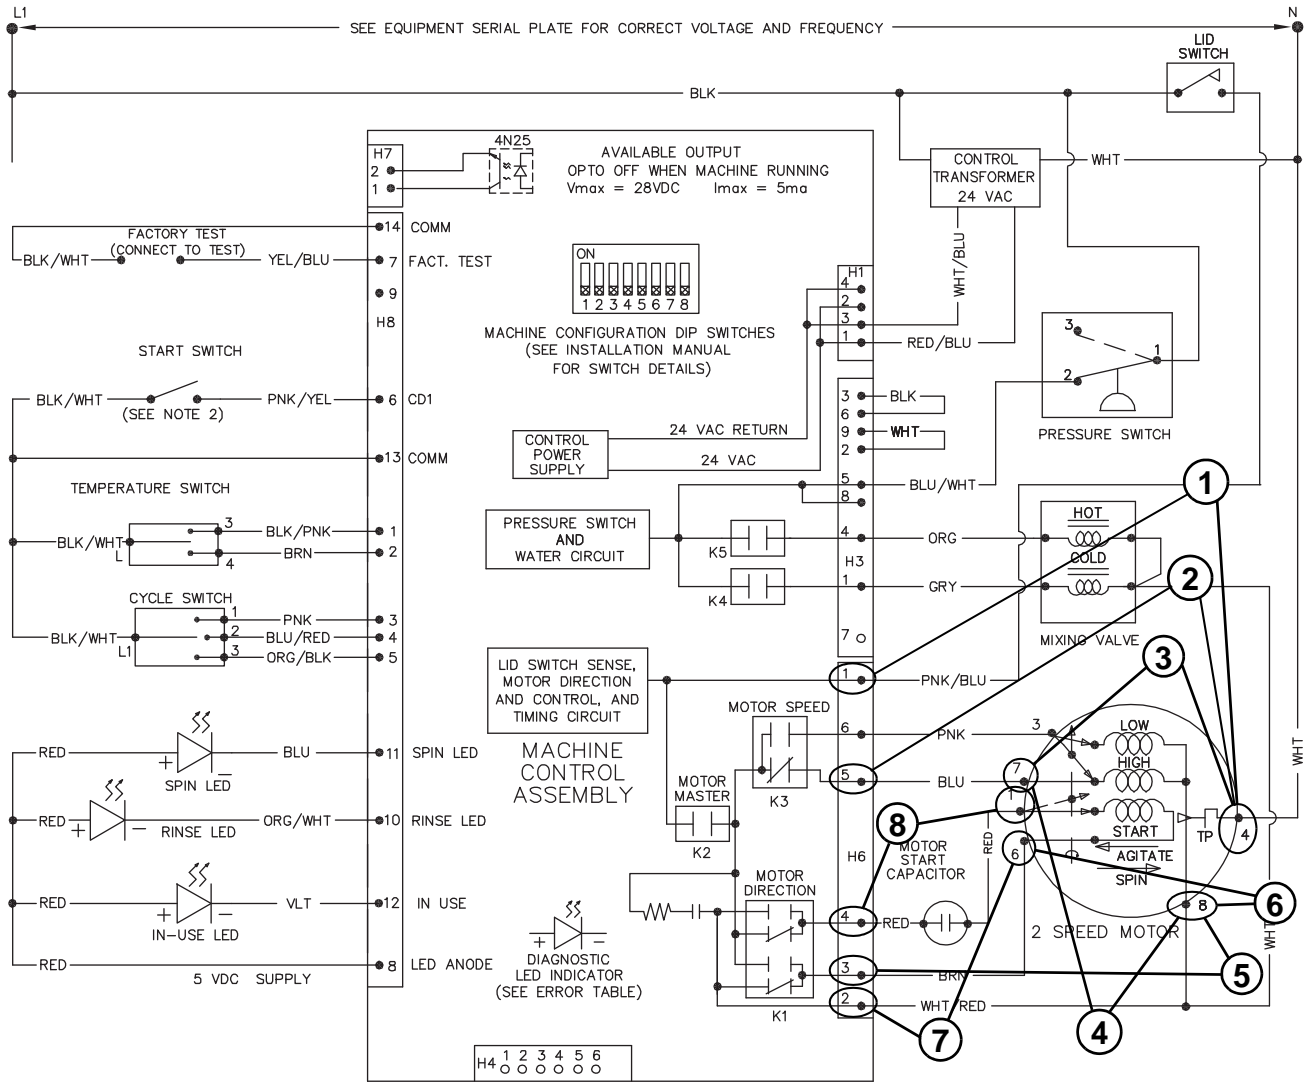 L1
N
SEE EQUIPMENT SERIAL PLATE FOR CORRECT VOLTAGE AND FREQUENCY
LID
SWITCH
BLK
H7
2
1
4N25
AVAILABLE OUTPUT
OPTO OFF WHEN MACHINE RUNNING
Vmax = 28VDC Imax = 5ma
CONTROL
TRANSFORMER
24 VAC
WHT
14 COMM
FACTORY TEST
(CONNECT TO TEST)
BLK/WHT
YEL/BLU
7 FACT. TEST
9
H8
ON
1 2 3 4 5 6 7 8
MACHINE CONFIGURATION DIP SWITCHES
(SEE INSTALLATION MANUAL
FOR SWITCH DETAILS)
WHT/BLU
H1
4
2
3
1
RED/BLU
START SWITCH
BLK/WHT
(SEE NOTE 2)
PNK/YEL
6 CD1
3
1
2
PRESSURE SWITCH
3
BLK
6
9
WHT
2
CONTROL
POWER
SUPPLY
24 VAC RETURN
24 VAC
13 COMM
5
BLU/WHT
8
TEMPERATURE SWITCH
BLK/WHT
L
3
4
BLK/PNK
BRN
1
2
PRESSURE SWITCH
AND
WATER CIRCUIT
K5
K4
4
ORG
H3
1
GRY
7
HOT
COLD
MIXING VALVE
1
2
3
CYCLE SWITCH
BLK/WHT
L1
1
2
3
PNK
BLU/RED
ORG/BLK
3
4
5
LID SWITCH SENSE,
MOTOR DIRECTION
AND CONTROL, AND
TIMING CIRCUIT
1
PNK/BLU
MOTOR SPEED
K3
6
PNK
5
BLU
3
LOW
HIGH
START
7
1
6
TP
4
AGITATE
SPIN
8
2 SPEED MOTOR
WHT
WHT
MACHINE
CONTROL
ASSEMBLY
MOTOR
MASTER
K2
H6
8
MOTOR
START
CAPACITOR
RED
RED
BLU
11 SPIN LED
SPIN LED
RED
ORG/WHT
10 RINSE LED
RINSE LED
RED
VLT
12 IN USE
IN-USE LED
RED
8 LED ANODE
5 VDC SUPPLY
DIAGNOSTIC
LED INDICATOR
(SEE ERROR TABLE)
MOTOR
DIRECTION
K1
4
RED
3
BRN
2
WHT RED
6
5
4
7
H4
1 2 3 4 5 6